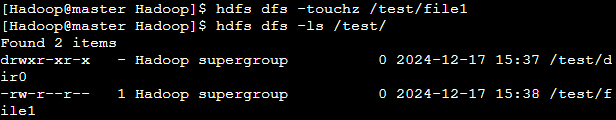 [Hadoop@master Hadoop]$ hdfs dfs -touchz /test/file1
[Hadoop@master Hadoop]$ hdfs dfs -ls /test/
Found 2 items
drwxr-xr-x   - Hadoop supergroup          0 2024-12-17 15:37 /test/d
ir0
-rw-r--r--   1 Hadoop supergroup          0 2024-12-17 15:38 /test/f
ile1